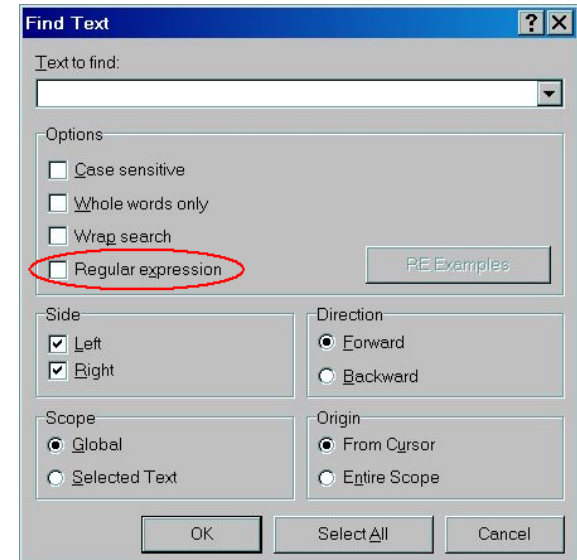 Find Text
Text to find:
Options
Case sensitive
Whole words only
Wrap search
Regular expression
RE Examples
Side
Left
Right
Direction
Forward
Backward
Scope
Global
Selected Text
Origin
From Cursor
Entire Scope
OK
Select All
Cancel